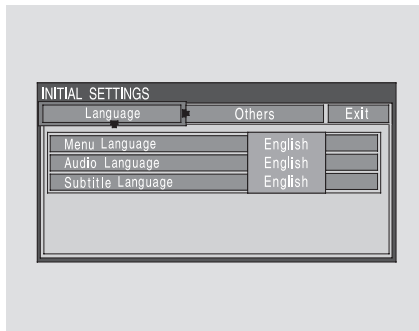 INITIAL SETTINGS
Language Others Exit
Menu Language English
Audio Language English
Subtitle Language English